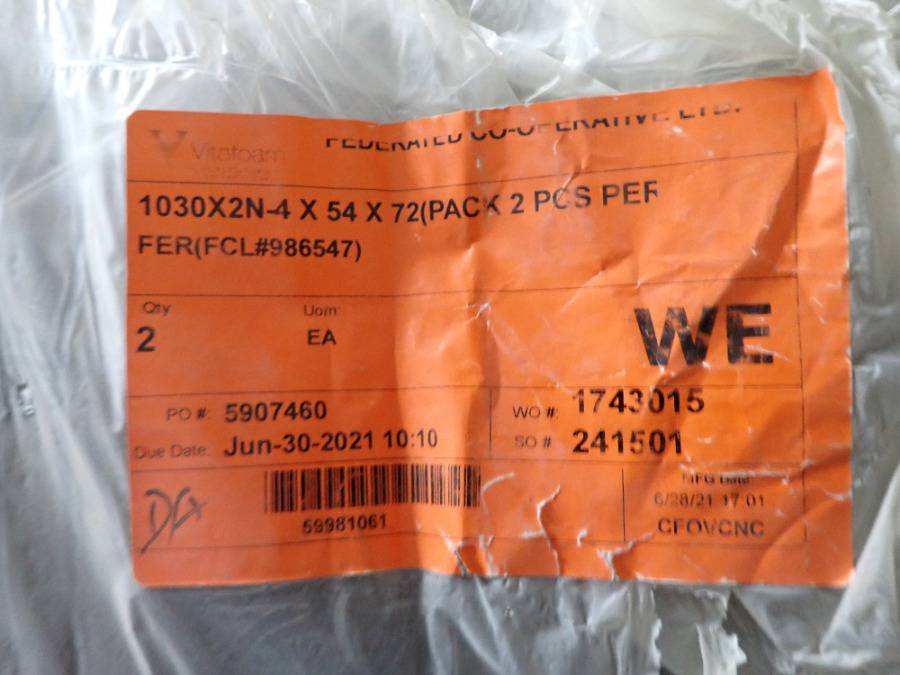 Vitafoam
FEDERATED CO-OPERATIVE LTD.
1030X2N-4 X 54 X 72(PACK 2 PCS PER
FER(FCL#986547)
Qty Uom:
2 EA
WE
PO #: 5907460 WO #: 1743015
Due Date: Jun-30-2021 10:10 SO # 241501
MFG Date:
6/28/21 17:01
59981061 CFOVCNC